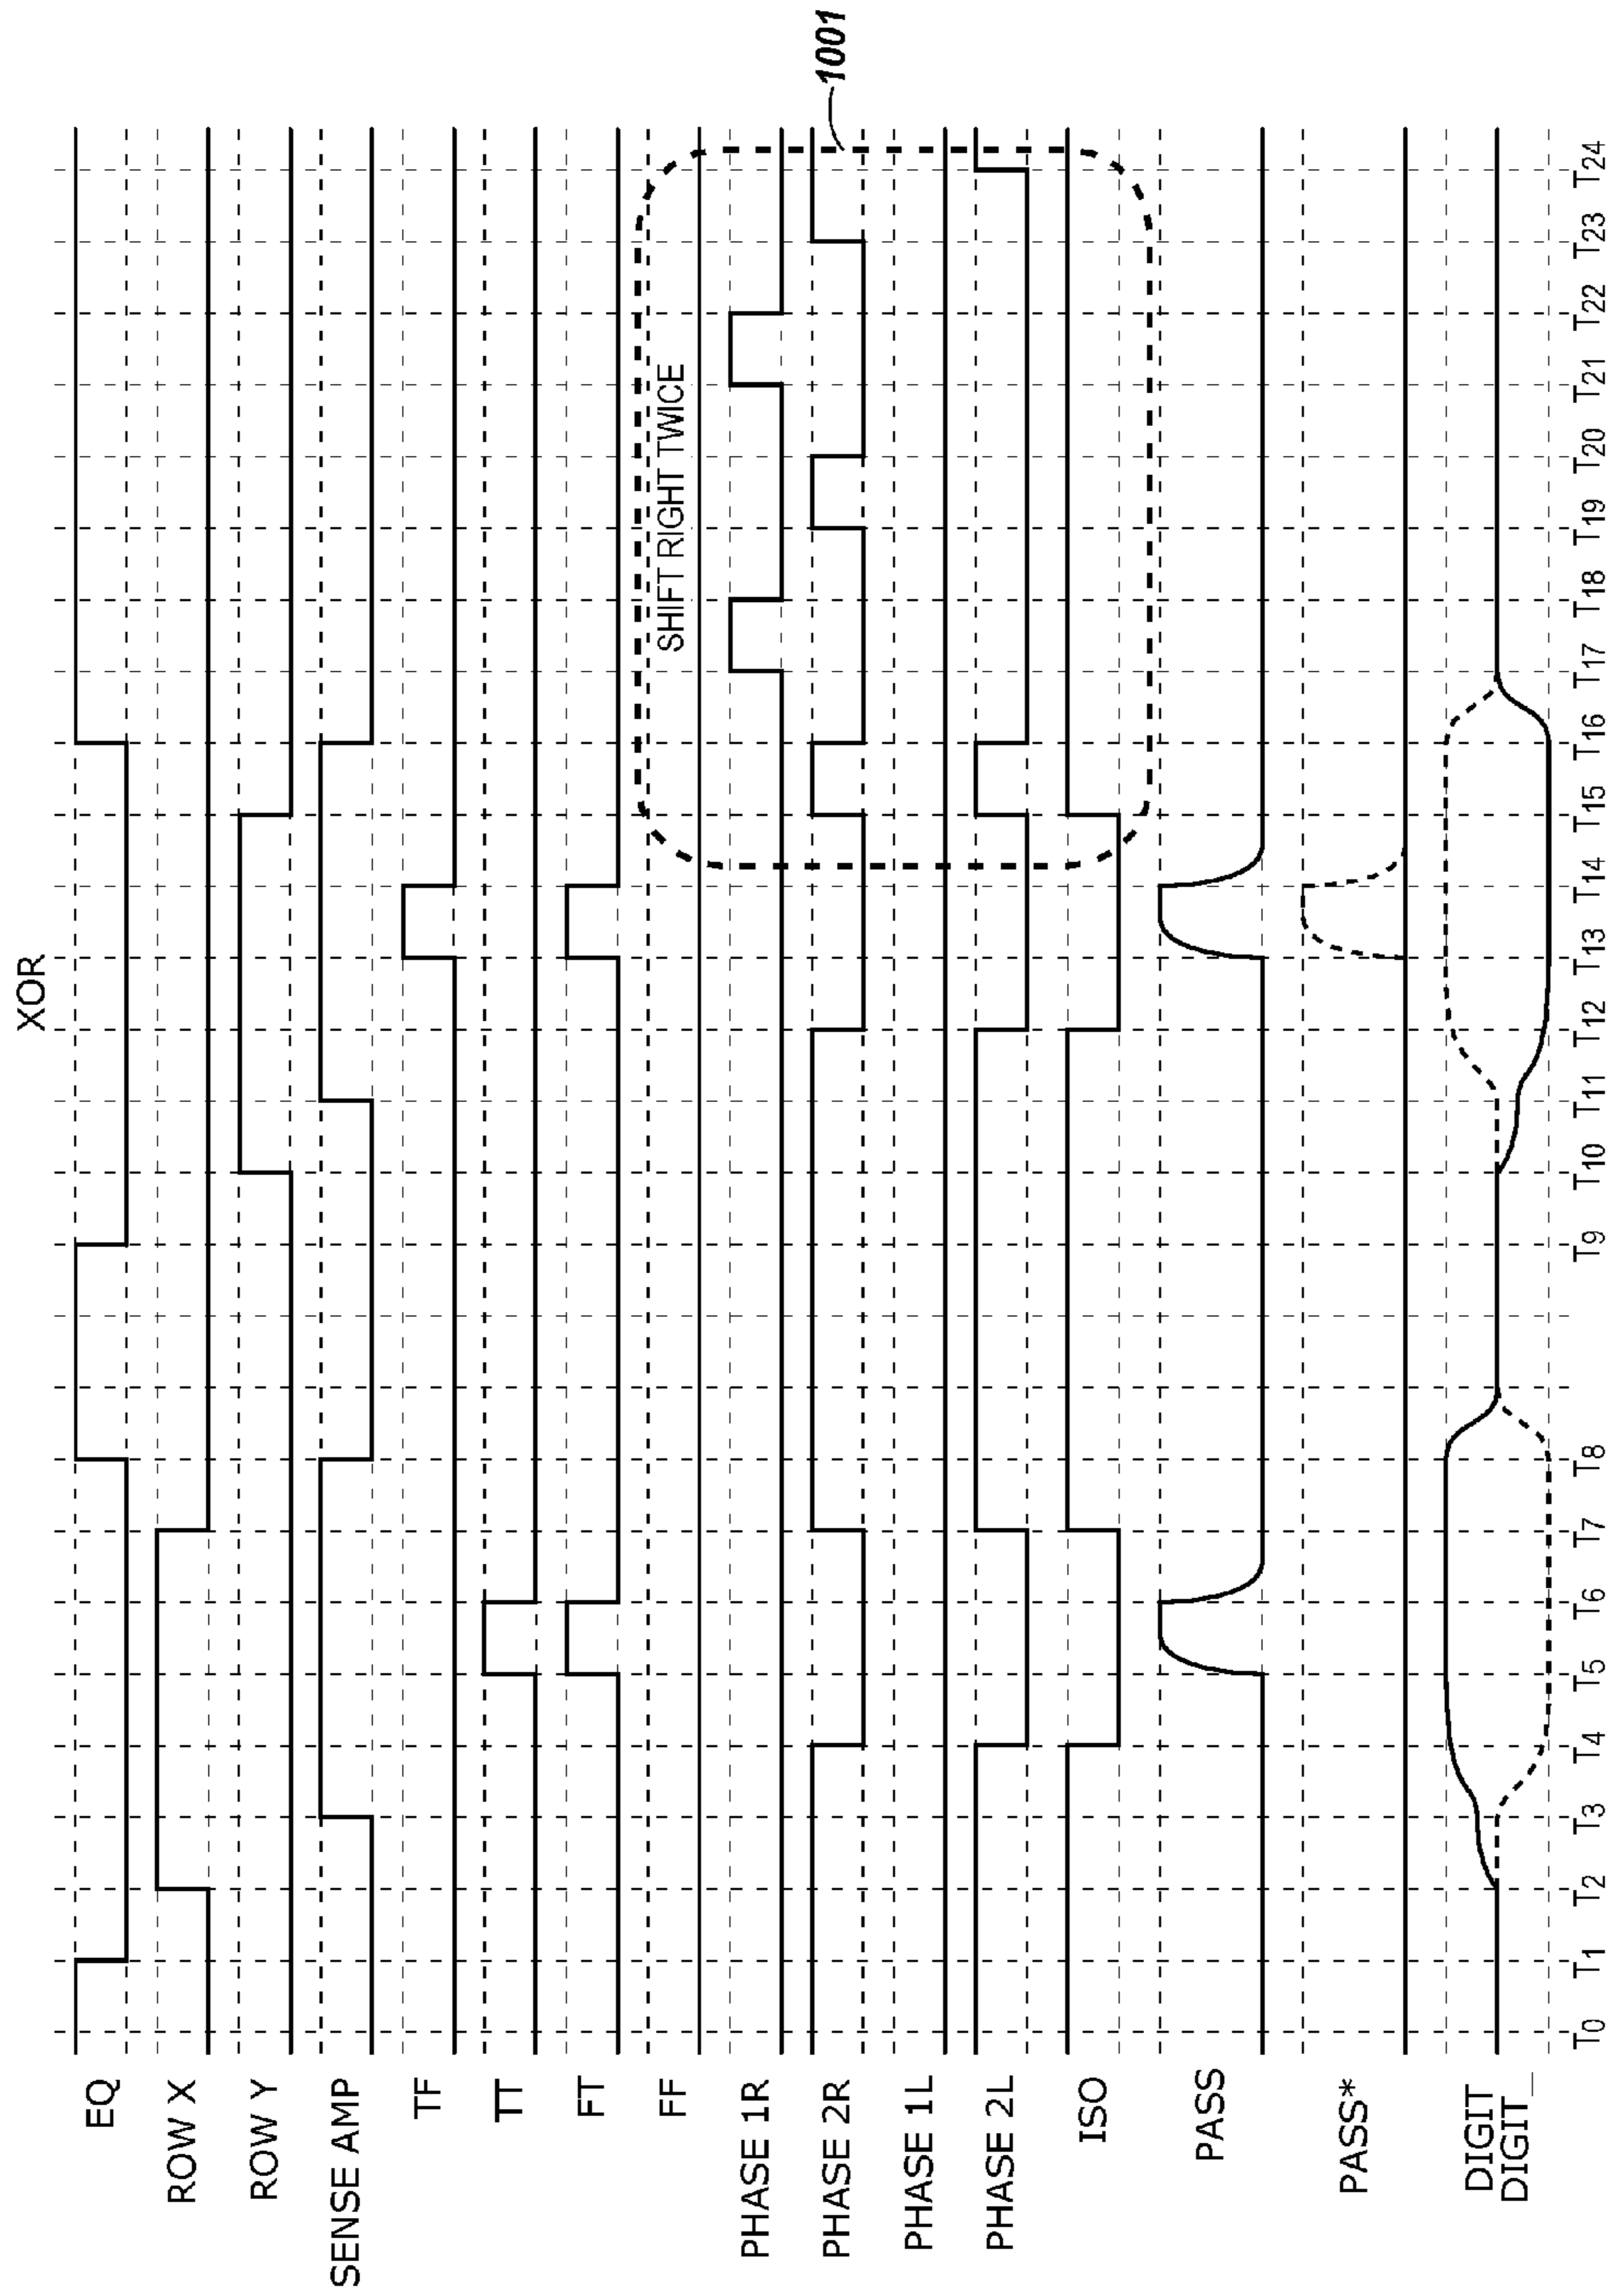 XOR
EQ
ROW X
ROW Y
SENSE AMP
TF
TT
FT
FF
SHIFT RIGHT TWICE
PHASE 1R
PHASE 2R
1001
PHASE 1L
PHASE 2L
ISO
PASS
PASS*
DIGIT
DIGIT_
T0 T1 T2 T3 T4 T5 T6 T7 T8 T9 T10 T11 T12 T13 T14 T15 T16 T17 T18 T19 T20 T21 T22 T23 T24